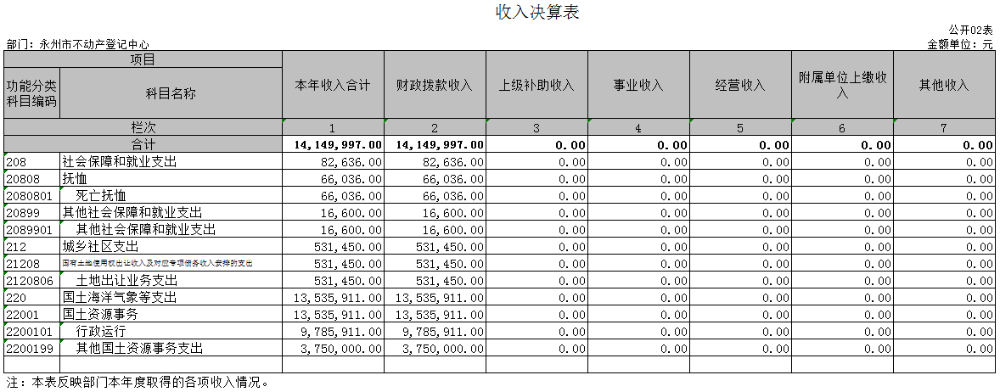 收入决算表
公开02表
部门：永州市不动产登记中心 金额单位：元
项目 本年收入合计 财政拨款收入 上级补助收入 事业收入 经营收入 附属单位上缴收入 其他收入
功能分类科目编码 科目名称
栏次 1 2 3 4 5 6 7
合计 14,149,997.00 14,149,997.00 0.00 0.00 0.00 0.00 0.00
208 社会保障和就业支出 82,636.00 82,636.00 0.00 0.00 0.00 0.00 0.00
20808 抚恤 66,036.00 66,036.00 0.00 0.00 0.00 0.00 0.00
2080801 死亡抚恤 66,036.00 66,036.00 0.00 0.00 0.00 0.00 0.00
20899 其他社会保障和就业支出 16,600.00 16,600.00 0.00 0.00 0.00 0.00 0.00
2089901 其他社会保障和就业支出 16,600.00 16,600.00 0.00 0.00 0.00 0.00 0.00
212 城乡社区支出 531,450.00 531,450.00 0.00 0.00 0.00 0.00 0.00
21208 国有土地使用权出让收入及对应专项债务收入安排的支出 531,450.00 531,450.00 0.00 0.00 0.00 0.00 0.00
2120806 土地出让业务支出 531,450.00 531,450.00 0.00 0.00 0.00 0.00 0.00
220 国土海洋气象等支出 13,535,911.00 13,535,911.00 0.00 0.00 0.00 0.00 0.00
22001 国土资源事务 13,535,911.00 13,535,911.00 0.00 0.00 0.00 0.00 0.00
2200101 行政运行 9,785,911.00 9,785,911.00 0.00 0.00 0.00 0.00 0.00
2200199 其他国土资源事务支出 3,750,000.00 3,750,000.00 0.00 0.00 0.00 0.00 0.00
注：本表反映部门本年度取得的各项收入情况。